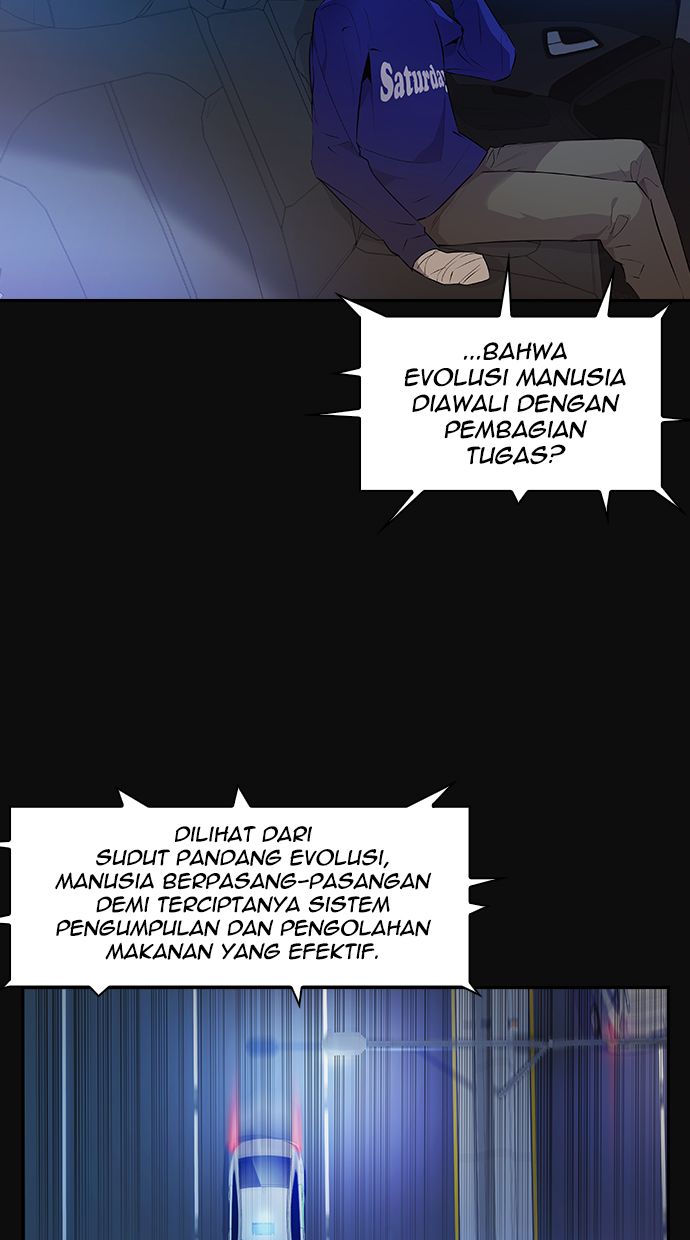 Saturday
...BAHWA
EVOLUSI MANUSIA
DIAWALI DENGAN
PEMBAGIAN
TUGAS?
DILIHAT DARI
SUDUT PANDANG EVOLUSI,
MANUSIA BERPASANG-PASANGAN
DEMI TERCIPTANYA SISTEM
PENGUMPULAN DAN PENGOLAHAN
MAKANAN YANG EFEKTIF.